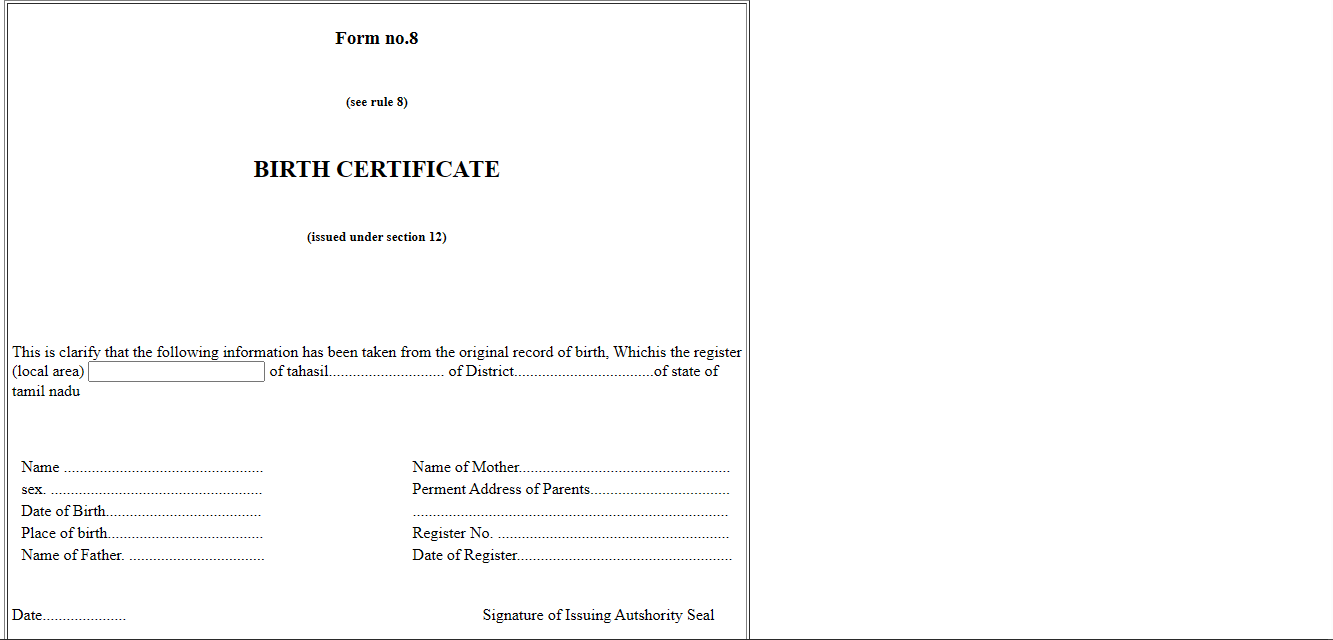 Form no.8
(see rule 8)
BIRTH CERTIFICATE
(issued under section 12)
This is clarify that the following information has been taken from the original record of birth, Whichis the register
(local area) of tahasil............................. of District...................................of state of
tamil nadu
Name .................................................. Name of Mother.....................................................
sex. ..................................................... Perment Address of Parents...................................
Date of Birth....................................... ...............................................................................
Place of birth....................................... Register No. ..........................................................
Name of Father. .................................. Date of Register......................................................
Date..................... Signature of Issuing Autshority Seal